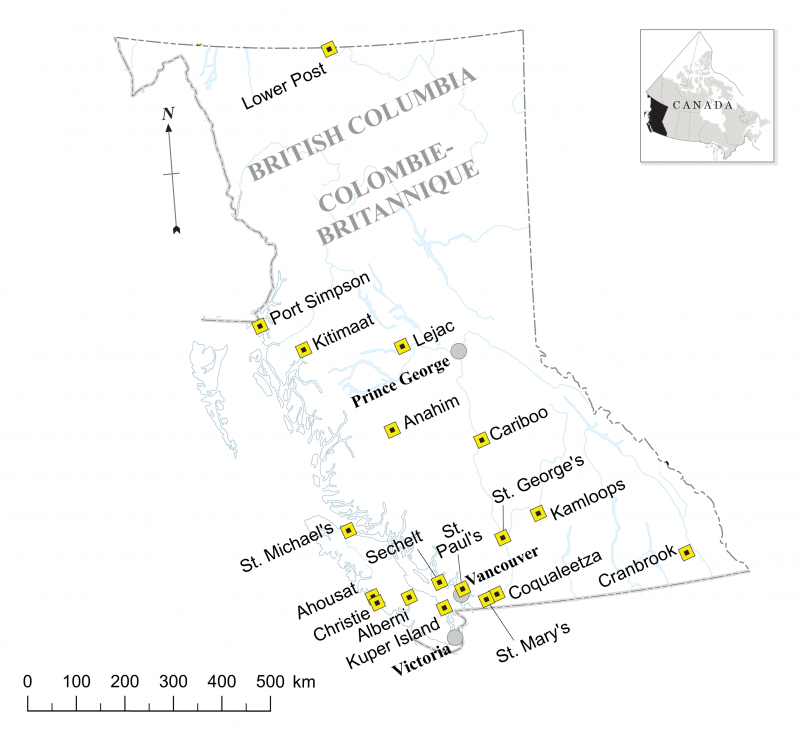 CANADA
Lower Post
BRITISH COLUMBIA
COLOMBIE-
BRITANNIQUE
N
Port Simpson
Kitimaat
Lejac
Prince George
Anahim
Cariboo
St. George's
Kamloops
St. Michael's
Sechelt
St.
Paul's
Vancouver
Coqualeetza
Cranbrook
Ahousat
Christie
Alberni
Kuper Island
St. Mary's
Victoria
0 100 200 300 400 500 km